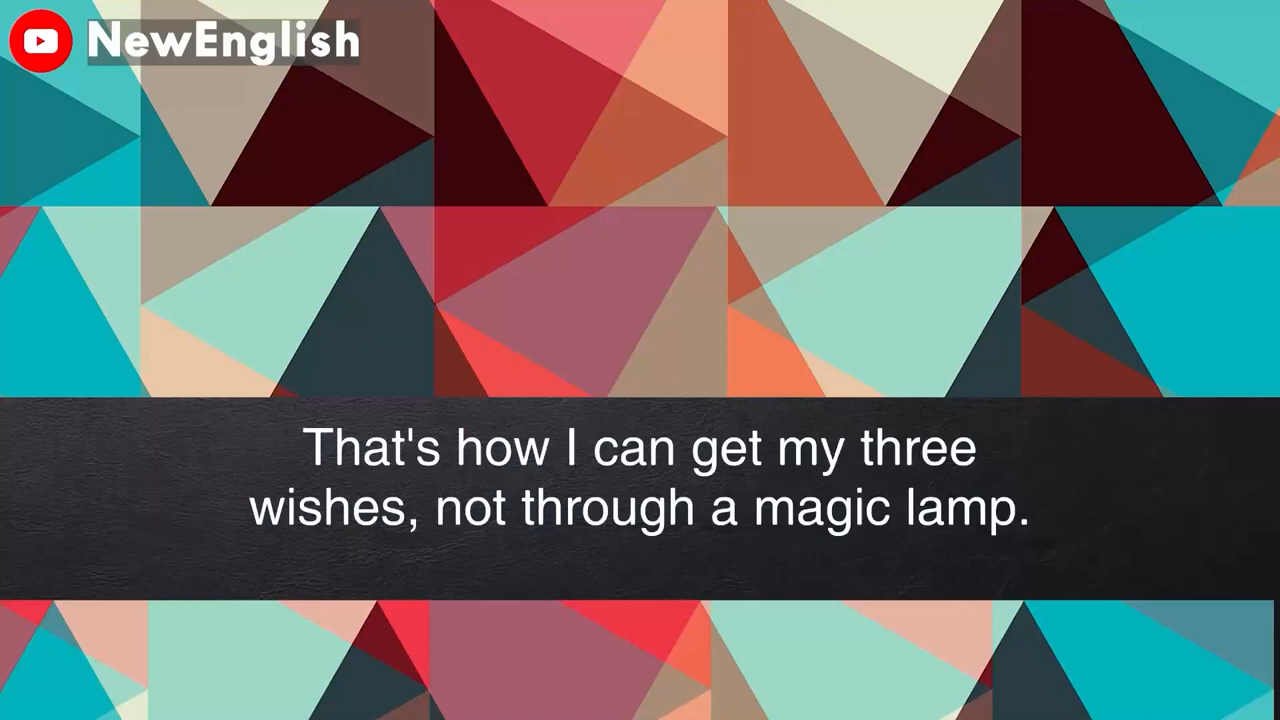 NewEnglish
That's how I can get my three
wishes, not through a magic lamp.